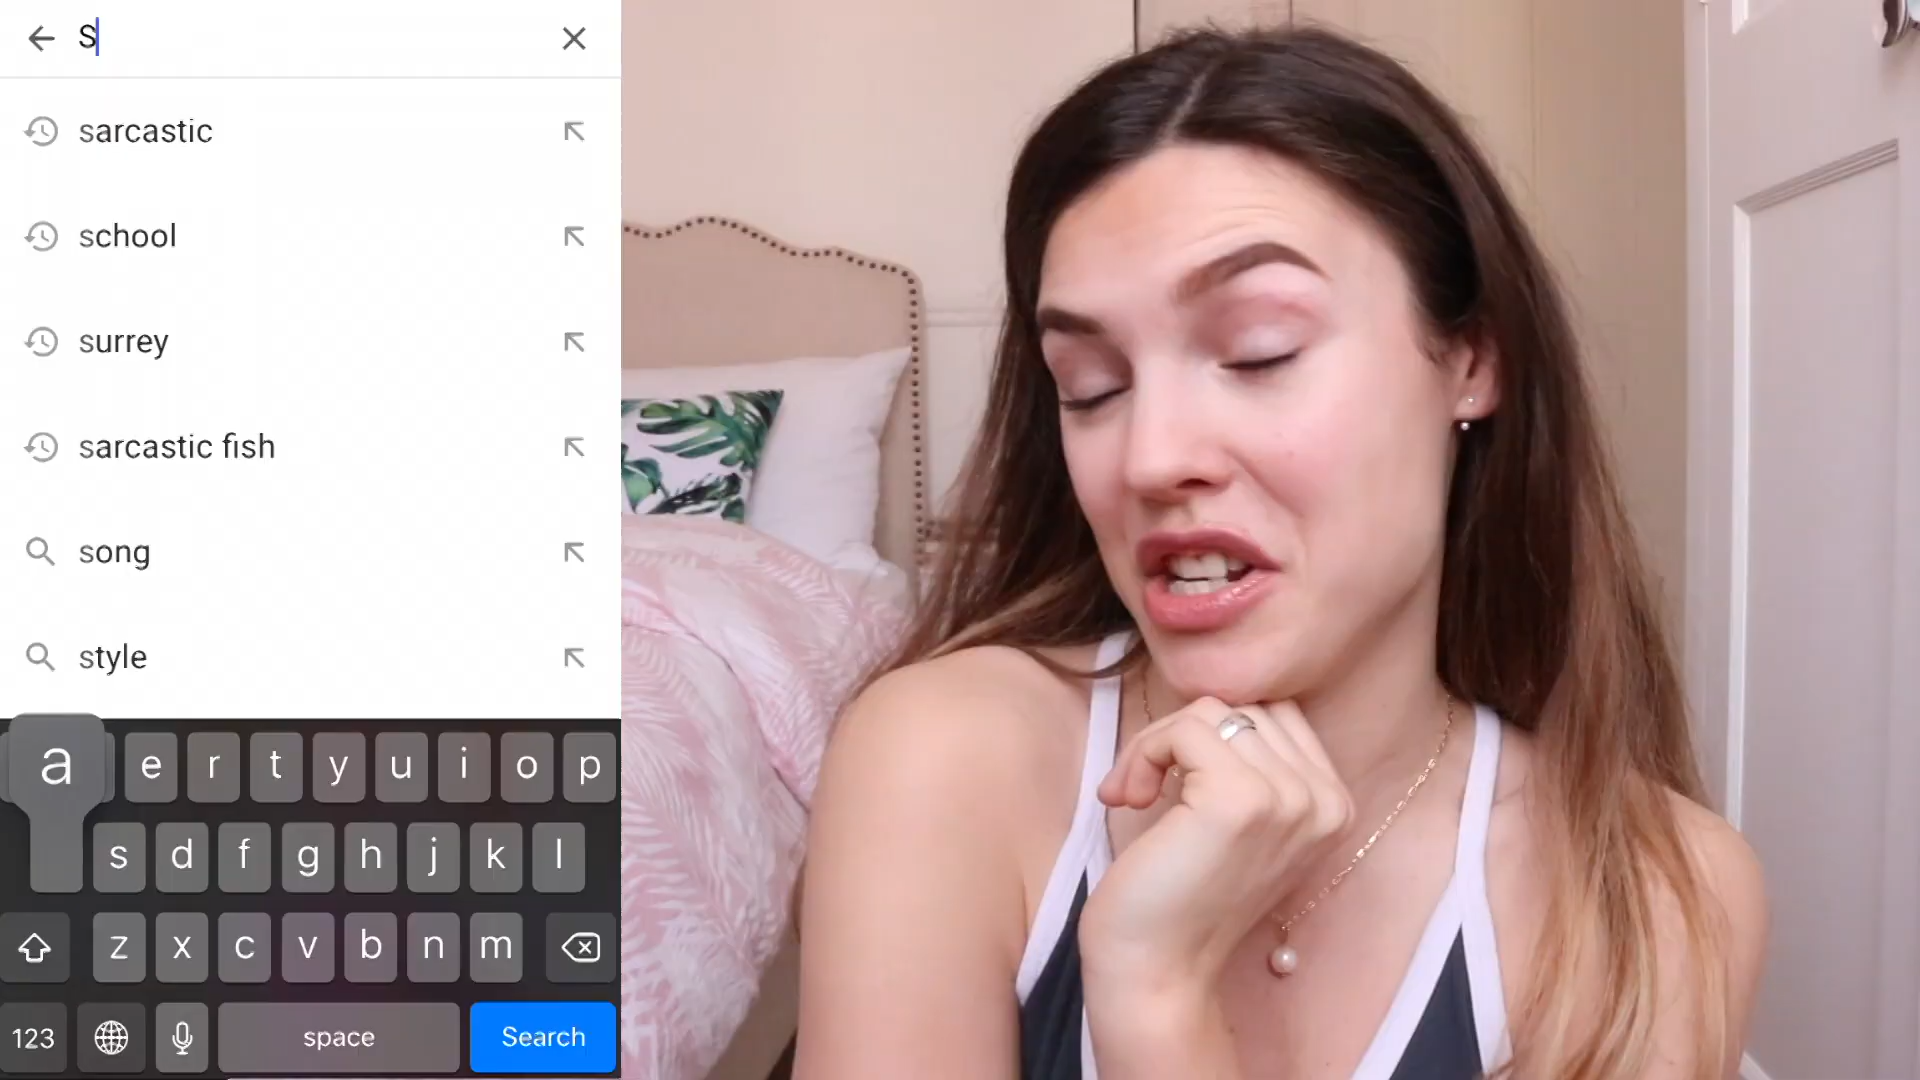 S
sarcastic
school
surrey
sarcastic fish
song
style
a e r t y u i o p
s d f g h j k l
z x c v b n m
123 space Search